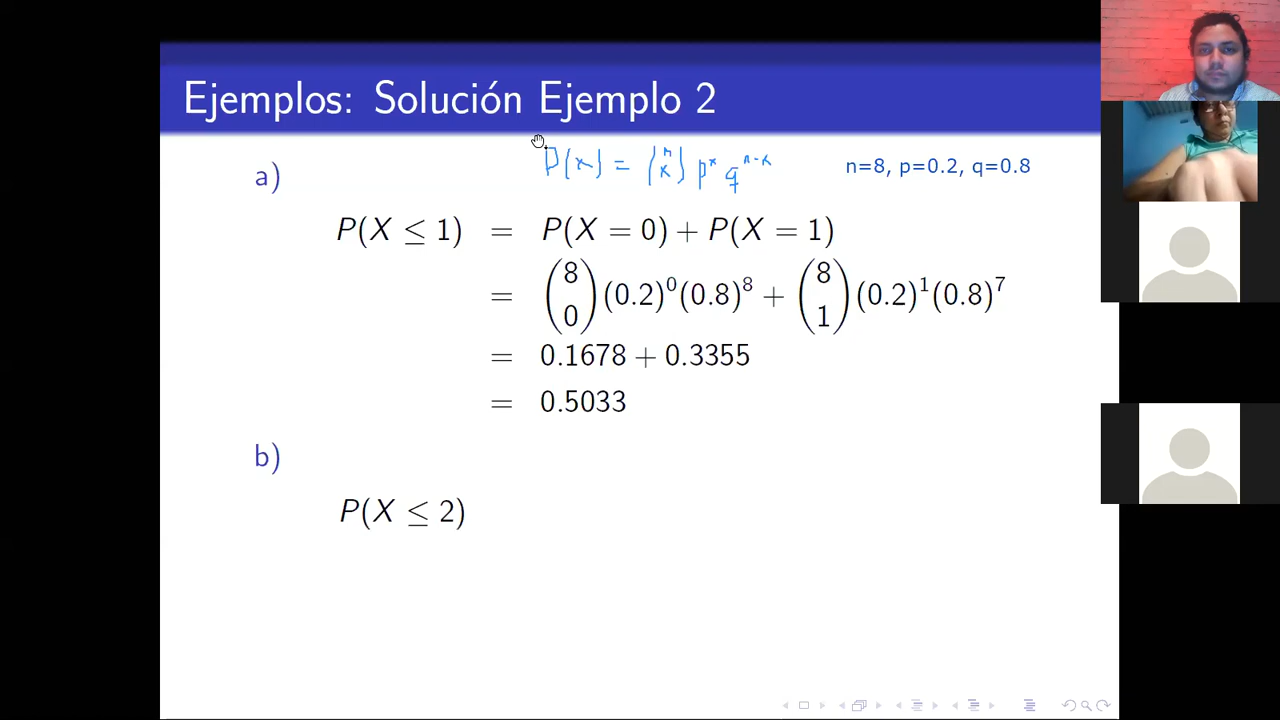 Ejemplos: Solución Ejemplo 2
P(x) = (n x) p^x q^{n-x}
n=8, p=0.2, q=0.8
a)
P(X ≤ 1) = P(X = 0) + P(X = 1)
= (8 0)(0.2)^0(0.8)^8 + (8 1)(0.2)^1(0.8)^7
= 0.1678 + 0.3355
= 0.5033
b)
P(X ≤ 2)